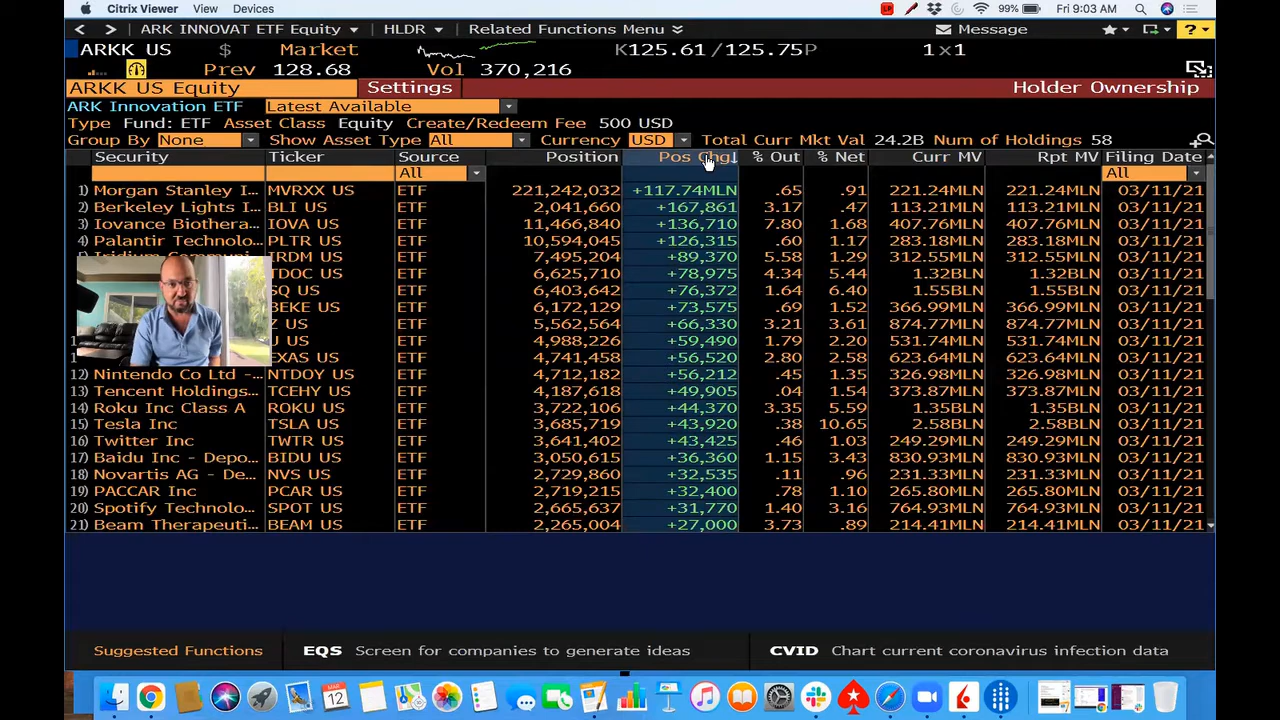 Citrix Viewer View Devices 99% Fri 9:03 AM
ARK INNOVAT ETF Equity HLDR Related Functions Menu Message ?
ARKK US $ Market K125.61/125.75P 1x1
Prev 128.68 Vol 370,216
ARKK US Equity Settings Holder Ownership
ARK Innovation ETF Latest Available
Type Fund: ETF Asset Class Equity Create/Redeem Fee 500 USD
Group By None Show Asset Type All Currency USD Total Curr Mkt Val 24.2B Num of Holdings 58
Security Ticker Source Position Pos Chg↓ % Out % Net Curr MV Rpt MV Filing Date
All All
1) Morgan Stanley I... MVRXX US ETF 221,242,032 +117.74MLN .65 .91 221.24MLN 221.24MLN 03/11/21
2) Berkeley Lights I... BLI US ETF 2,041,660 +167,861 3.17 .47 113.21MLN 113.21MLN 03/11/21
3) Iovance Biothera... IOVA US ETF 11,466,840 +136,710 7.80 1.68 407.76MLN 407.76MLN 03/11/21
4) Palantir Technolo... PLTR US ETF 10,594,045 +126,315 .60 1.17 283.18MLN 283.18MLN 03/11/21
IRDM US ETF 7,495,204 +89,370 5.58 1.29 312.55MLN 312.55MLN 03/11/21
TDOC US ETF 6,625,710 +78,975 4.34 5.44 1.32BLN 1.32BLN 03/11/21
SQ US ETF 6,403,642 +76,372 1.64 6.40 1.55BLN 1.55BLN 03/11/21
BEKE US ETF 6,172,129 +73,575 .69 1.52 366.99MLN 366.99MLN 03/11/21
Z US ETF 5,562,564 +66,330 3.21 3.61 874.77MLN 874.77MLN 03/11/21
U US ETF 4,988,226 +59,490 1.79 2.20 531.74MLN 531.74MLN 03/11/21
EXAS US ETF 4,741,458 +56,520 2.80 2.58 623.64MLN 623.64MLN 03/11/21
12) Nintendo Co Ltd -... NTDOY US ETF 4,712,182 +56,212 .45 1.35 326.98MLN 326.98MLN 03/11/21
13) Tencent Holdings... TCEHY US ETF 4,187,618 +49,905 .04 1.54 373.87MLN 373.87MLN 03/11/21
14) Roku Inc Class A ROKU US ETF 3,722,106 +44,370 3.35 5.59 1.35BLN 1.35BLN 03/11/21
15) Tesla Inc TSLA US ETF 3,685,719 +43,920 .38 10.65 2.58BLN 2.58BLN 03/11/21
16) Twitter Inc TWTR US ETF 3,641,402 +43,425 .46 1.03 249.29MLN 249.29MLN 03/11/21
17) Baidu Inc - Depo... BIDU US ETF 3,050,615 +36,360 1.15 3.43 830.93MLN 830.93MLN 03/11/21
18) Novartis AG - De... NVS US ETF 2,729,860 +32,535 .11 .96 231.33MLN 231.33MLN 03/11/21
19) PACCAR Inc PCAR US ETF 2,719,215 +32,400 .78 1.10 265.80MLN 265.80MLN 03/11/21
20) Spotify Technolo... SPOT US ETF 2,665,637 +31,770 1.40 3.16 764.93MLN 764.93MLN 03/11/21
21) Beam Therapeuti... BEAM US ETF 2,265,004 +27,000 3.73 .89 214.41MLN 214.41MLN 03/11/21
Suggested Functions EQS Screen for companies to generate ideas CVID Chart current coronavirus infection data
MAR 12